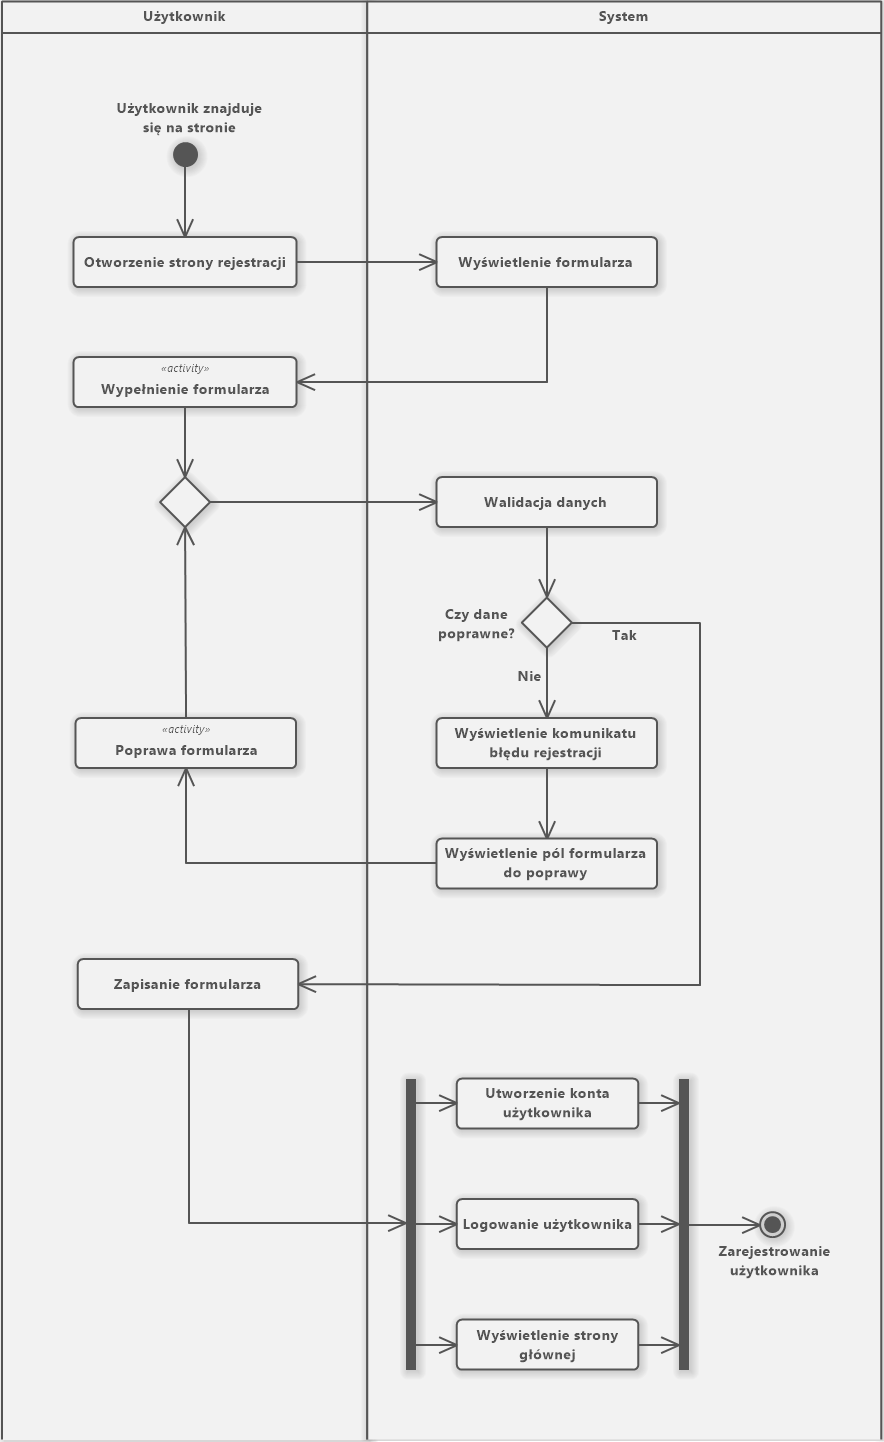 Użytkownik
System
Użytkownik znajduje
się na stronie
Otworzenie strony rejestracji
Wyświetlenie formularza
«activity»
Wypełnienie formularza
Walidacja danych
Czy dane
poprawne?
Tak
Nie
Wyświetlenie komunikatu
błędu rejestracji
«activity»
Poprawa formularza
Wyświetlenie pól formularza
do poprawy
Zapisanie formularza
Utworzenie konta
użytkownika
Logowanie użytkownika
Zarejestrowanie
użytkownika
Wyświetlenie strony
głównej